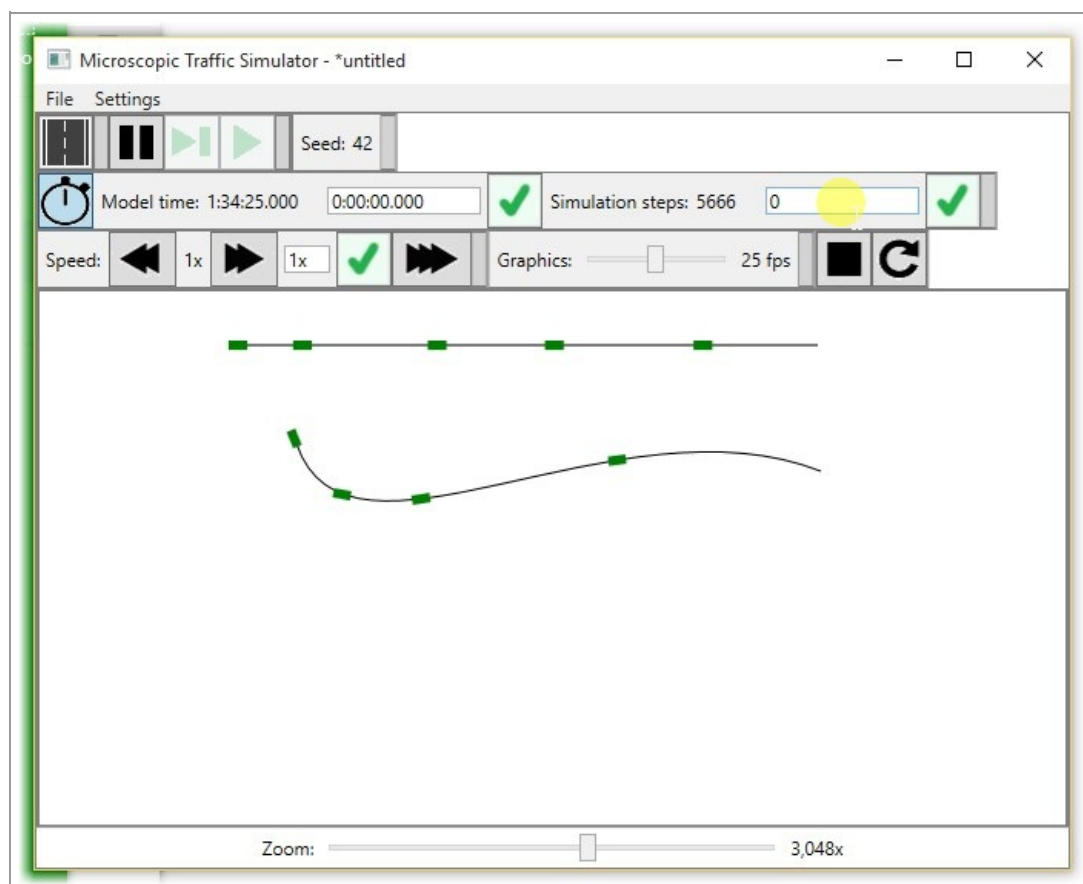 Microscopic Traffic Simulator - *untitled
File Settings
Seed: 42
Model time: 1:34:25.000 0:00:00.000 Simulation steps: 5666 0
Speed: 1x 1x Graphics: 25 fps
Zoom: 3,048x